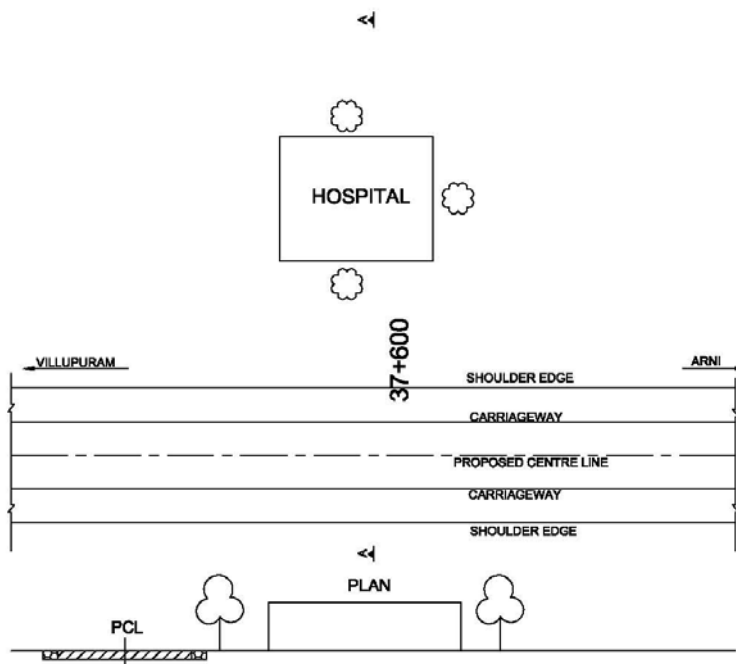 A
HOSPITAL
37+600
VILLUPURAM
ARNI
SHOULDER EDGE
CARRIAGEWAY
PROPOSED CENTRE LINE
CARRIAGEWAY
SHOULDER EDGE
A
PLAN
PCL